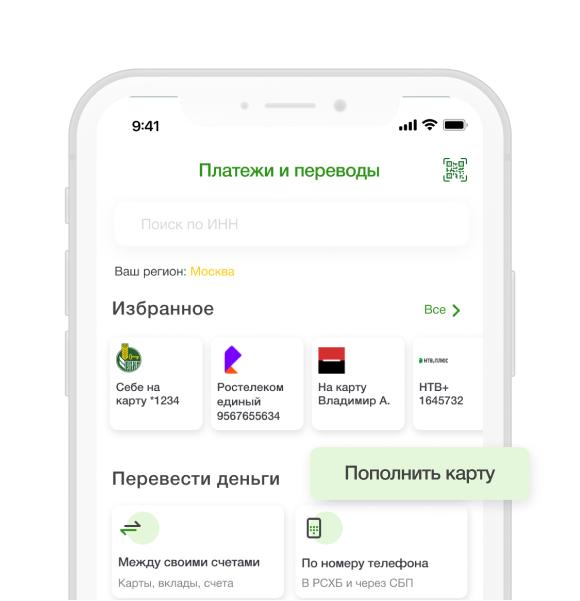 9:41
Платежи и переводы
Поиск по ИНН
Ваш регион: Москва
Избранное
Все
Себе на
карту *1234
Ростелеком
единый
9567655634
На карту
Владимир А.
НТВ‑ПЛЮС
НТВ+
1645732
Перевести деньги
Пополнить карту
Между своими счетами
Карты, вклады, счета
По номеру телефона
В РСХБ и через СБП